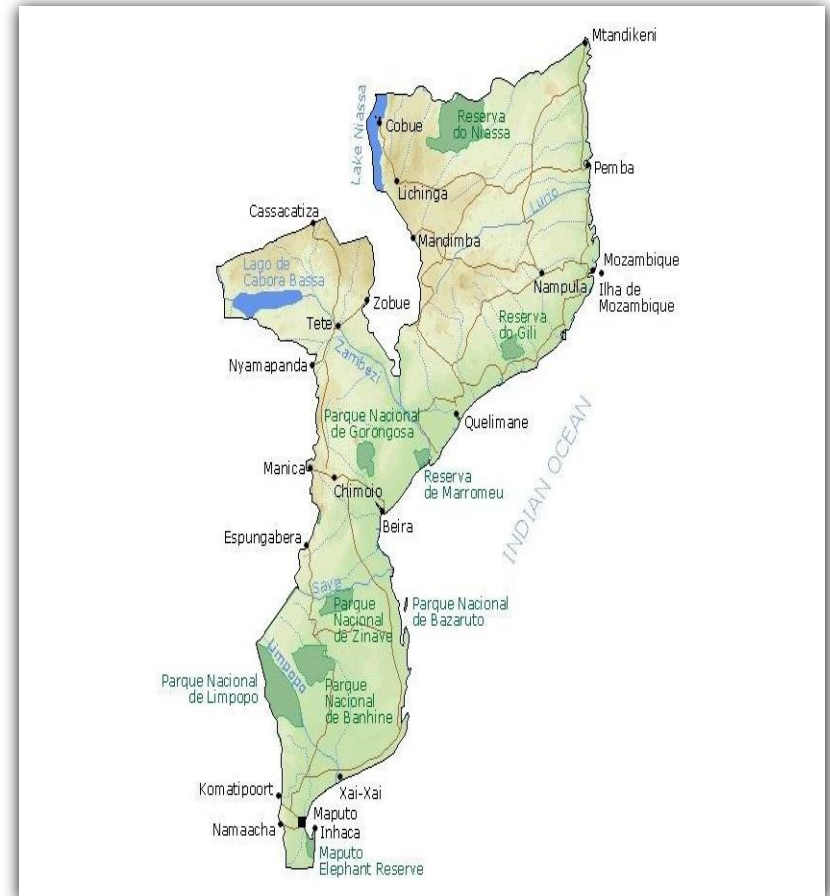 Mtandikeni
Lake Niassa
Cobue
Reserva
do Niassa
Pemba
Lichinga
Lurio
Cassacatiza
Mandimba
Lago de
Cabora Bassa
Mozambique
Nampula
Ilha de
Mozambique
Zobue
Tete
Reserva
do Gili
Zambezi
Nyamapanda
Parque Nacional
de Gorongosa
Quelimane
INDIAN OCEAN
Manica
Chimoio
Reserva
de Marromeu
Beira
Espungabera
Save
Parque
Nacional
de Zinave
Parque Nacional
de Bazaruto
Limpopo
Parque Nacional
de Limpopo
Parque
Nacional
de Banhine
Komatipoort
Xai-Xai
Maputo
Namaacha
Inhaca
Maputo
Elephant Reserve